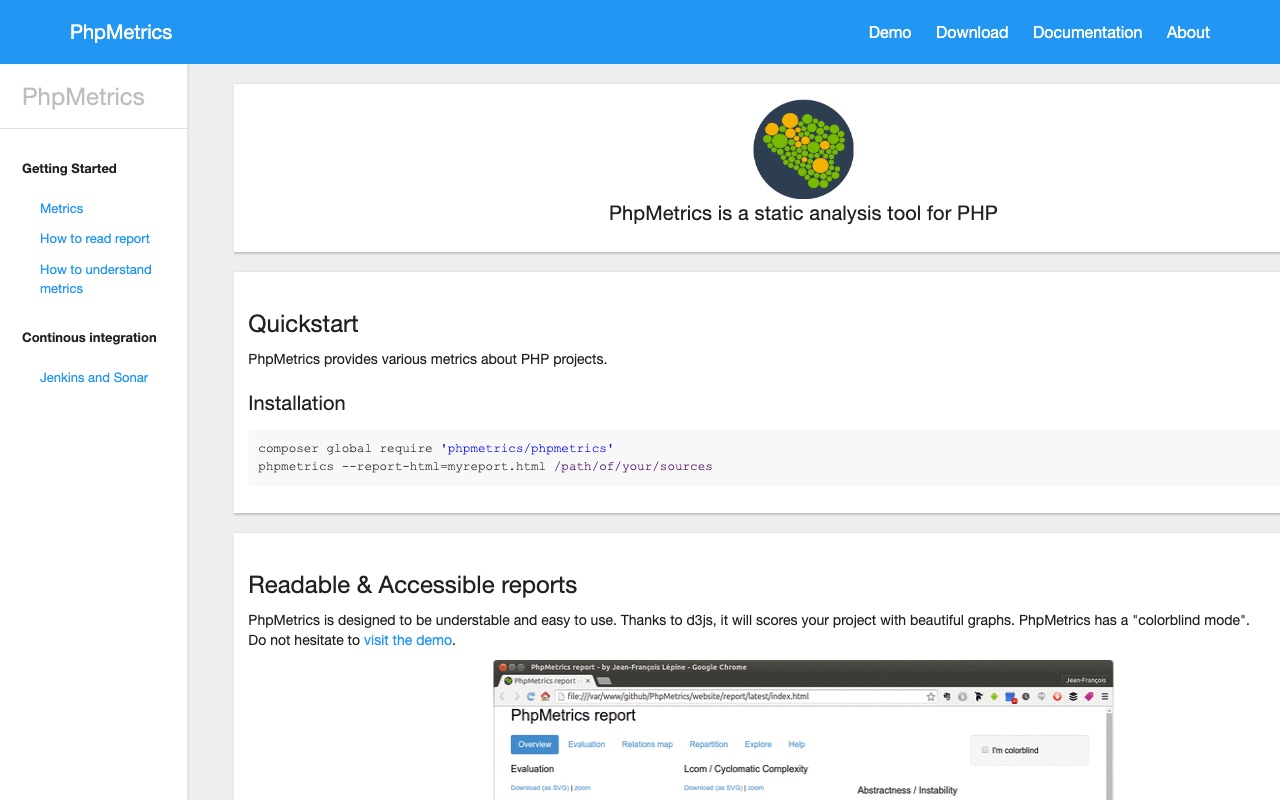 PhpMetrics
Demo Download Documentation About
PhpMetrics
Getting Started
Metrics
How to read report
How to understand
metrics
Continous integration
Jenkins and Sonar
PhpMetrics is a static analysis tool for PHP
Quickstart
PhpMetrics provides various metrics about PHP projects.
Installation
composer global require 'phpmetrics/phpmetrics'
phpmetrics --report-html=myreport.html /path/of/your/sources
Readable & Accessible reports
PhpMetrics is designed to be understable and easy to use. Thanks to d3js, it will scores your project with beautiful graphs. PhpMetrics has a "colorblind mode".
Do not hesitate to visit the demo.
PhpMetrics report - by Jean-François Lépine - Google Chrome
PhpMetrics report - × Jean-François
file:///var/www/github/PhpMetrics/website/report/latest/index.html
PhpMetrics report
Overview Evaluation Relations map Repartition Explore Help
I'm colorblind
Evaluation Lcom / Cyclomatic Complexity
Download (as SVG) | zoom Download (as SVG) | zoom
Abstractness / Instability